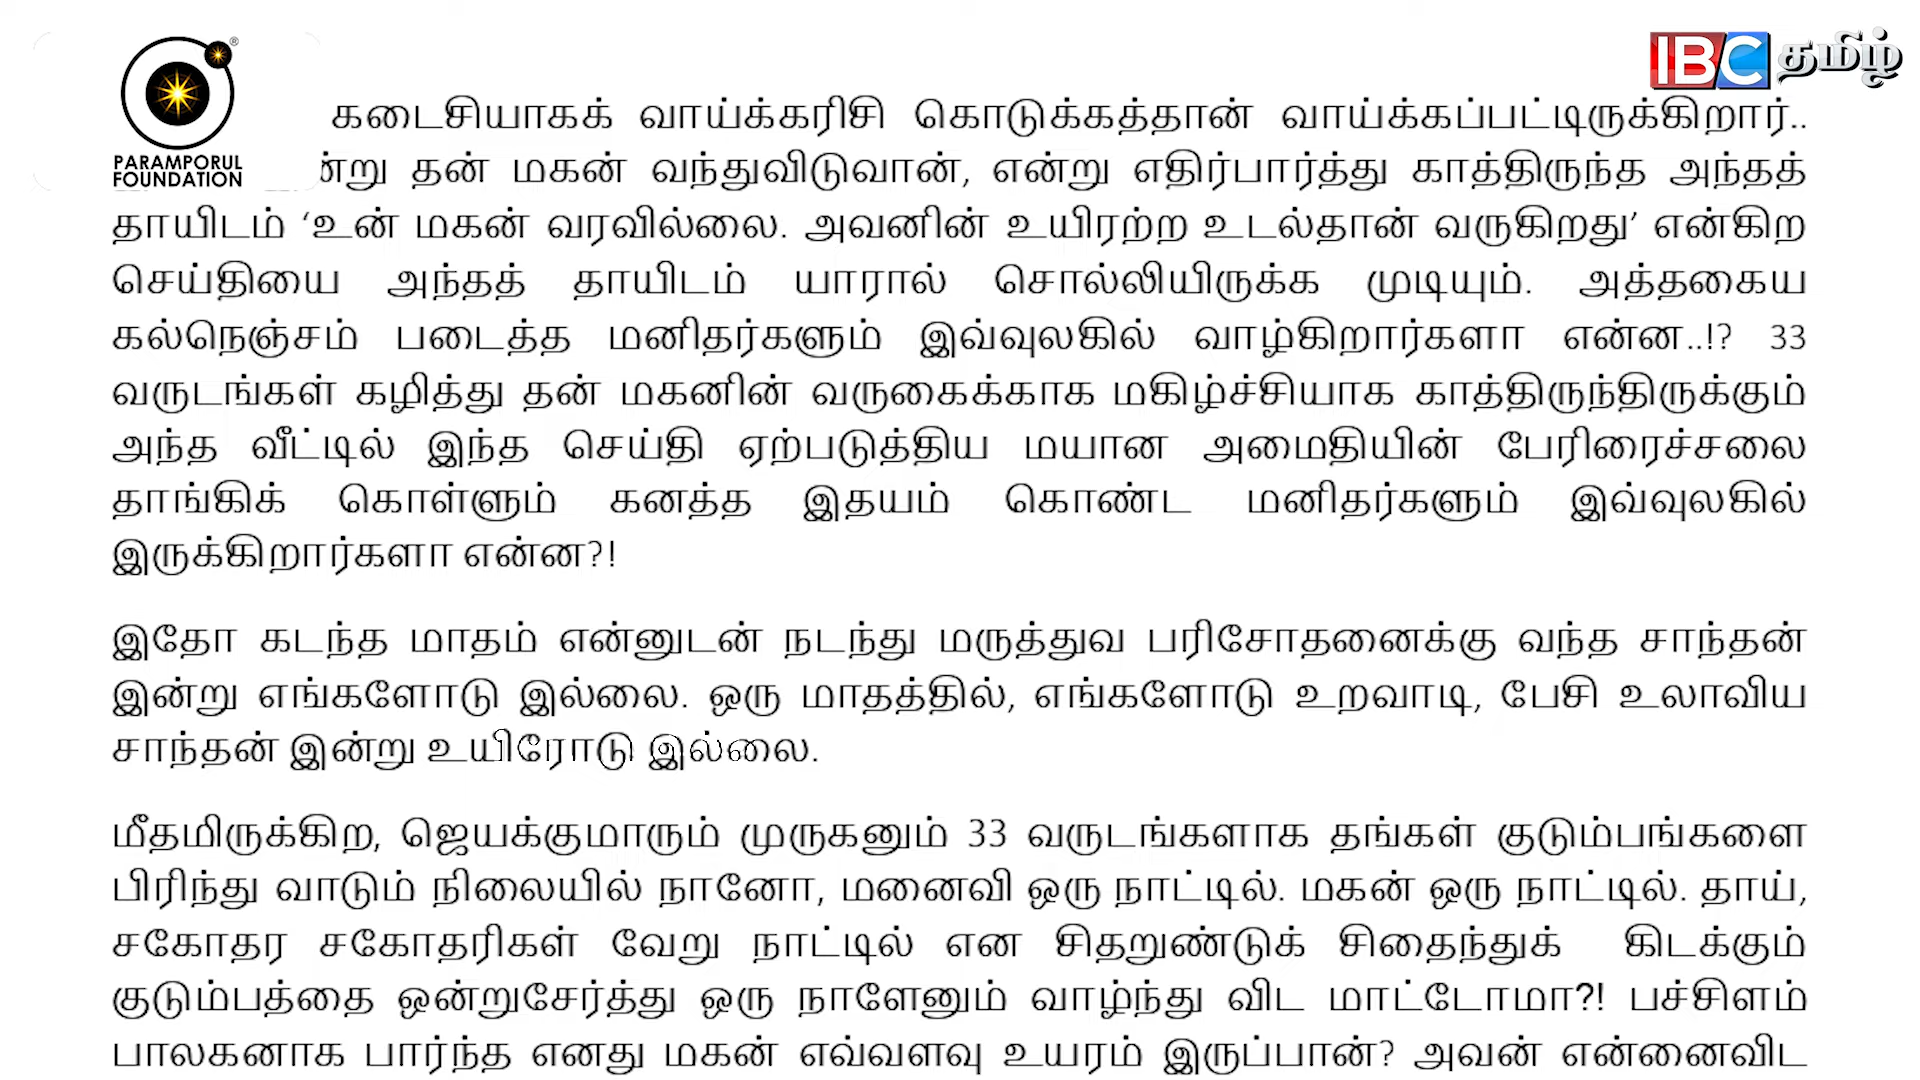 IBC தமிழ்
PARAMPORUL
FOUNDATION
கடைசியாகக் வாய்க்கரிசி கொடுக்கத்தான் வாய்க்கப்பட்டிருக்கிறார்..
தன் மகன் வந்துவிடுவான், என்று எதிர்பார்த்து காத்திருந்த அந்தத்
தாயிடம் ‘உன் மகன் வரவில்லை. அவனின் உயிரற்ற உடல்தான் வருகிறது’ என்கிற
செய்தியை அந்தத் தாயிடம் யாரால் சொல்லியிருக்க முடியும். அத்தகைய
கல்நெஞ்சம் படைத்த மனிதர்களும் இவ்வுலகில் வாழ்கிறார்களா என்ன..!? 33
வருடங்கள் கழித்து தன் மகனின் வருகைக்காக மகிழ்ச்சியாக காத்திருந்திருக்கும்
அந்த வீட்டில் இந்த செய்தி ஏற்படுத்திய மயான அமைதியின் பேரிரைச்சலை
தாங்கிக் கொள்ளும் கனத்த இதயம் கொண்ட மனிதர்களும் இவ்வுலகில்
இருக்கிறார்களா என்ன?!
இதோ கடந்த மாதம் என்னுடன் நடந்து மருத்துவ பரிசோதனைக்கு வந்த சாந்தன்
இன்று எங்களோடு இல்லை. ஒரு மாதத்தில், எங்களோடு உறவாடி, பேசி உலாவிய
சாந்தன் இன்று உயிரோடு இல்லை.
மீதமிருக்கிற, ஜெயக்குமாரும் முருகனும் 33 வருடங்களாக தங்கள் குடும்பங்களை
பிரிந்து வாடும் நிலையில் நானோ, மனைவி ஒரு நாட்டில். மகன் ஒரு நாட்டில். தாய்,
சகோதர சகோதரிகள் வேறு நாட்டில் என சிதறுண்டுக் சிதைந்துக் கிடக்கும்
குடும்பத்தை ஒன்றுசேர்த்து ஒரு நாளேனும் வாழ்ந்து விட மாட்டோமா?! பச்சிளம்
பாலகனாக பார்ந்த எனது மகன் எவ்வளவு உயரம் இருப்பான்? அவன் என்னைவிட